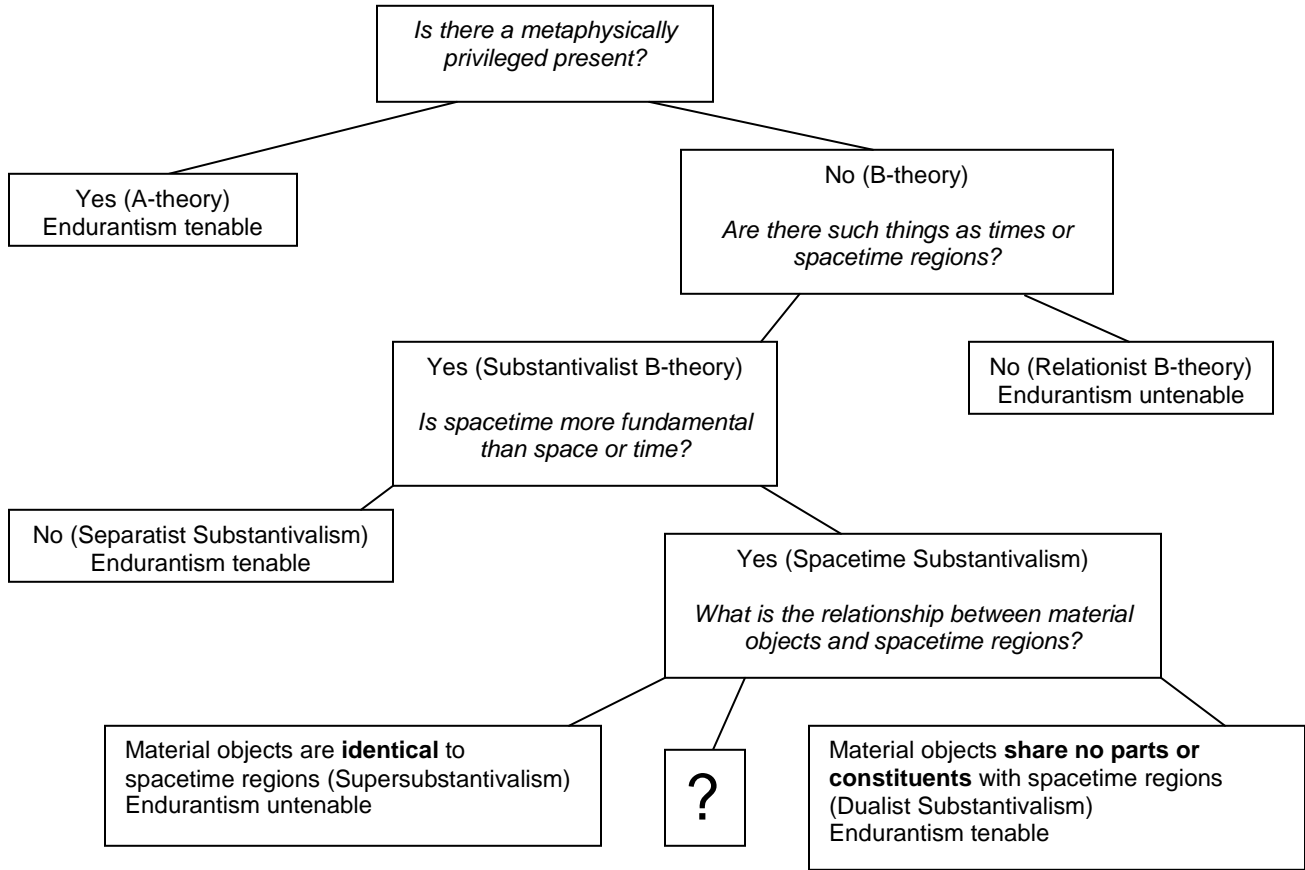 Is there a metaphysically
privileged present?
Yes (A-theory)
Endurantism tenable
No (B-theory)
Are there such things as times or
spacetime regions?
Yes (Substantivalist B-theory)
Is spacetime more fundamental
than space or time?
No (Relationist B-theory)
Endurantism untenable
No (Separatist Substantivalism)
Endurantism tenable
Yes (Spacetime Substantivalism)
What is the relationship between material
objects and spacetime regions?
Material objects are identical to
spacetime regions (Supersubstantivalism)
Endurantism untenable
?
Material objects share no parts or
constituents with spacetime regions
(Dualist Substantivalism)
Endurantism tenable